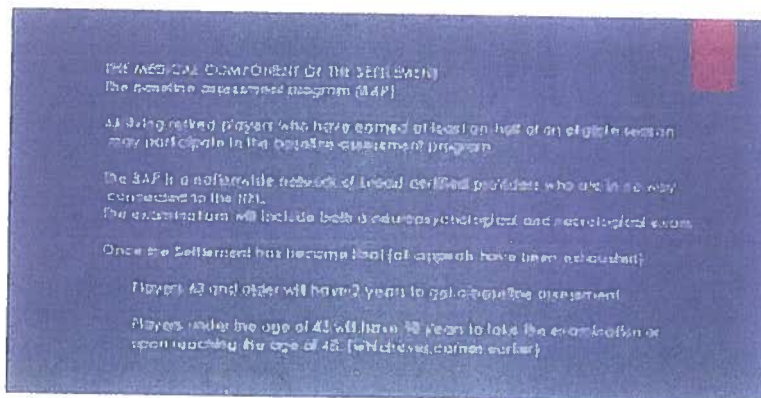 THE MEDICAL COMPONENT OF THE SETTLEMENT
The baseline assessment program (BAP)
All living retired players who have earned at least on half of an eligible season
may participate in the baseline assessment program
The BAP is a nationwide network of board certified providers who are in no way
connected to the NFL.
The examination will include both a neuropsychological and neurological exam
Once the Settlement has become final (all appeals have been exhausted)
Players 43 and older will have 2 years to get a baseline assessment
Players under the age of 43 will have 10 years to take the examination or
upon reaching the age of 45. (whichever comes earlier)